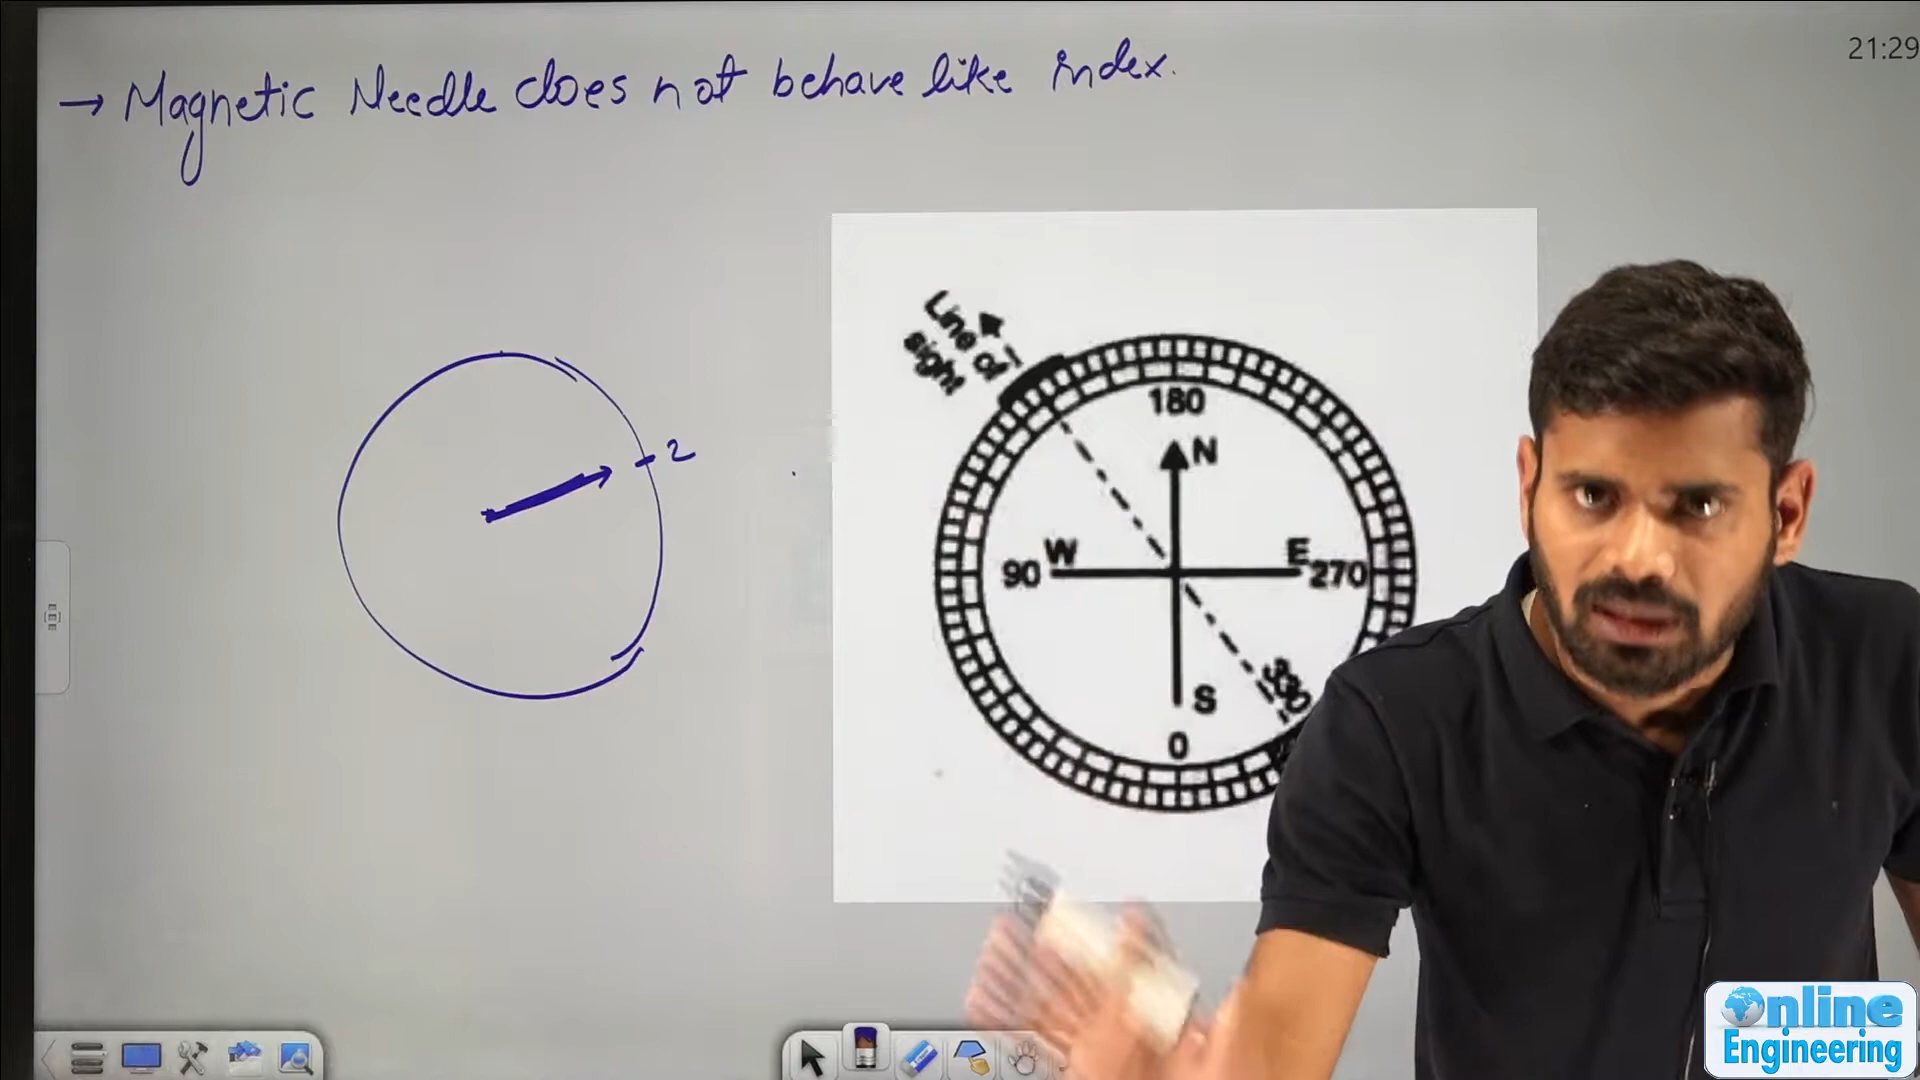 21:29
→ Magnetic Needle does not behave like index.
2
Line of
sight
180
N
W
E
90
270
S
330
0
Online
Engineering